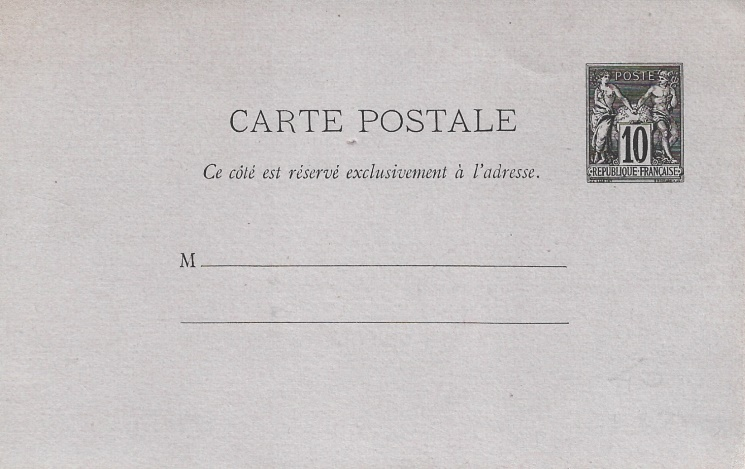 POSTE
CARTE POSTALE
10
Ce côté est réservé exclusivement à l'adresse.
REPUBLIQUE FRANÇAISE
M